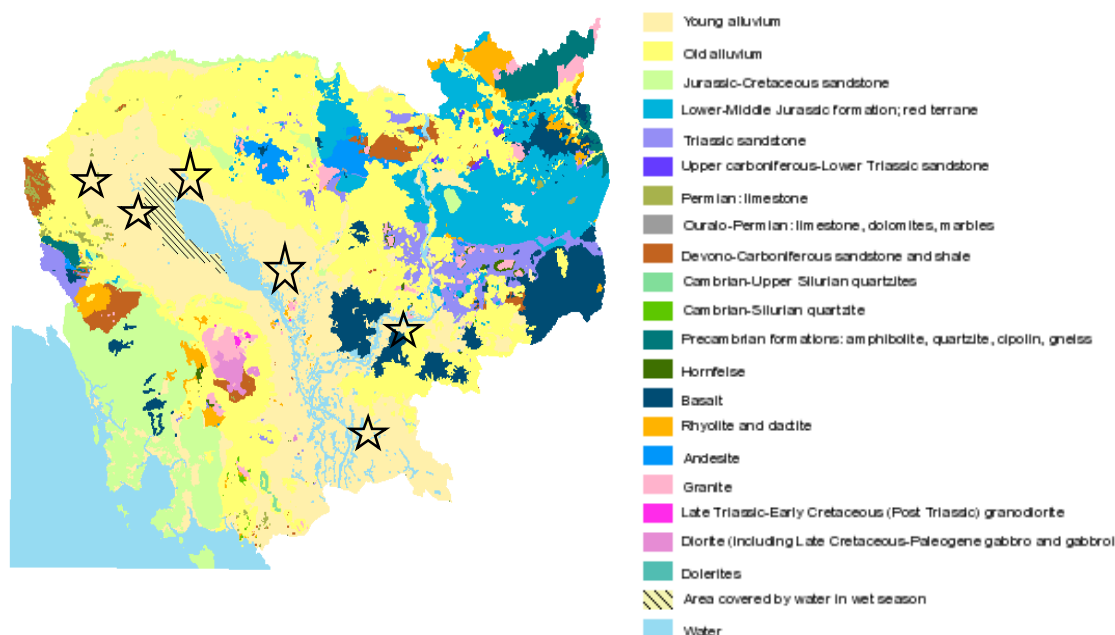 Young alluvium
Old alluvium
Jurassic-Cretaceous sandstone
Lower-Middle Jurassic formation; red terrane
Triassic sandstone
Upper carboniferous-Lower Triassic sandstone
Permian: limestone
Ouralo-Permian: limestone, dolomites, marbles
Devono-Carboniferous sandstone and shale
Cambrian-Upper Silurian quartzites
Cambrian-Silurian quartzite
Precambrian formations: amphibolite, quartzite, cipolin, gneiss
Hornfelse
Basalt
Rhyolite and dactite
Andesite
Granite
Late Triassic-Early Cretaceous (Post Triassic) granodiorite
Diorite (including Late Cretaceous-Paleogene gabbro and gabbroi
Dolerites
Area covered by water in wet season
Water